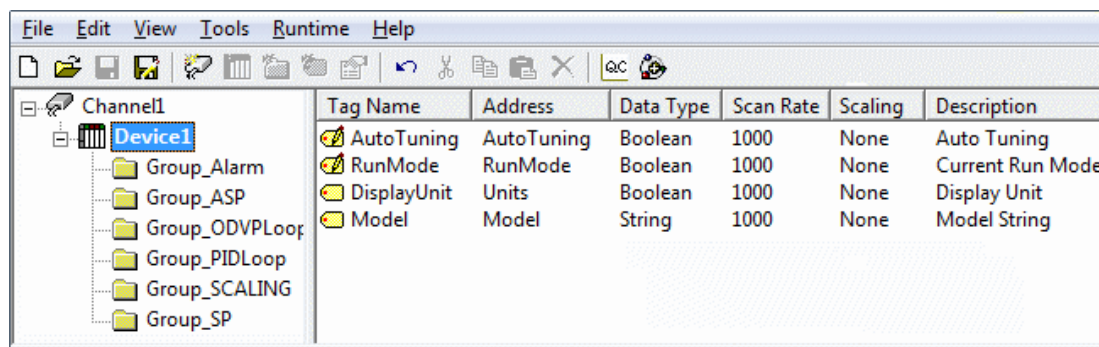 File Edit View Tools Runtime Help
QC
Channel1
Device1
Group_Alarm
Group_ASP
Group_ODVPLoop
Group_PIDLoop
Group_SCALING
Group_SP
Tag Name Address Data Type Scan Rate Scaling Description
AutoTuning AutoTuning Boolean 1000 None Auto Tuning
RunMode RunMode Boolean 1000 None Current Run Mode
DisplayUnit Units Boolean 1000 None Display Unit
Model Model String 1000 None Model String